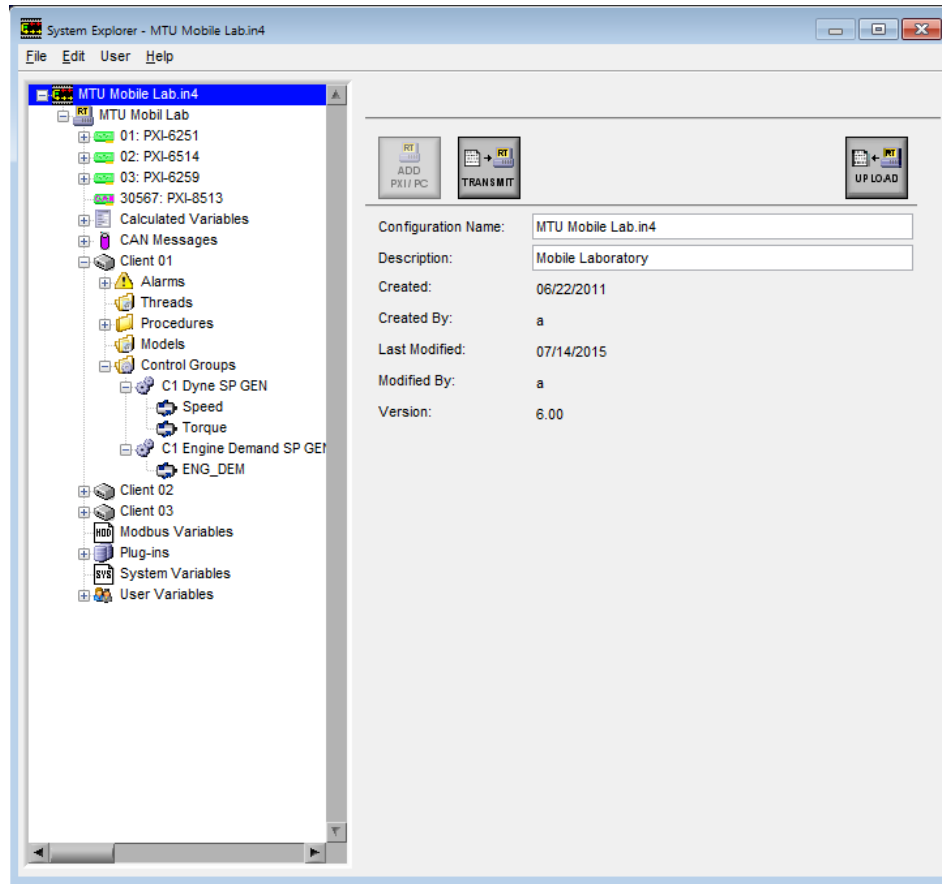 System Explorer - MTU Mobile Lab.in4
File Edit User Help
MTU Mobile Lab.in4
RT MTU Mobil Lab
01: PXI-6251
02: PXI-6514
03: PXI-6259
30567: PXI-8513
Calculated Variables
CAN Messages
Client 01
Alarms
Threads
Procedures
Models
Control Groups
C1 Dyne SP GEN
Speed
Torque
C1 Engine Demand SP GEN
ENG_DEM
Client 02
Client 03
Modbus Variables
Plug-ins
SYS System Variables
User Variables
RT
ADD
PXI/PC
RT
TRANSMIT
RT
UPLOAD
Configuration Name: MTU Mobile Lab.in4
Description: Mobile Laboratory
Created: 06/22/2011
Created By: a
Last Modified: 07/14/2015
Modified By: a
Version: 6.00